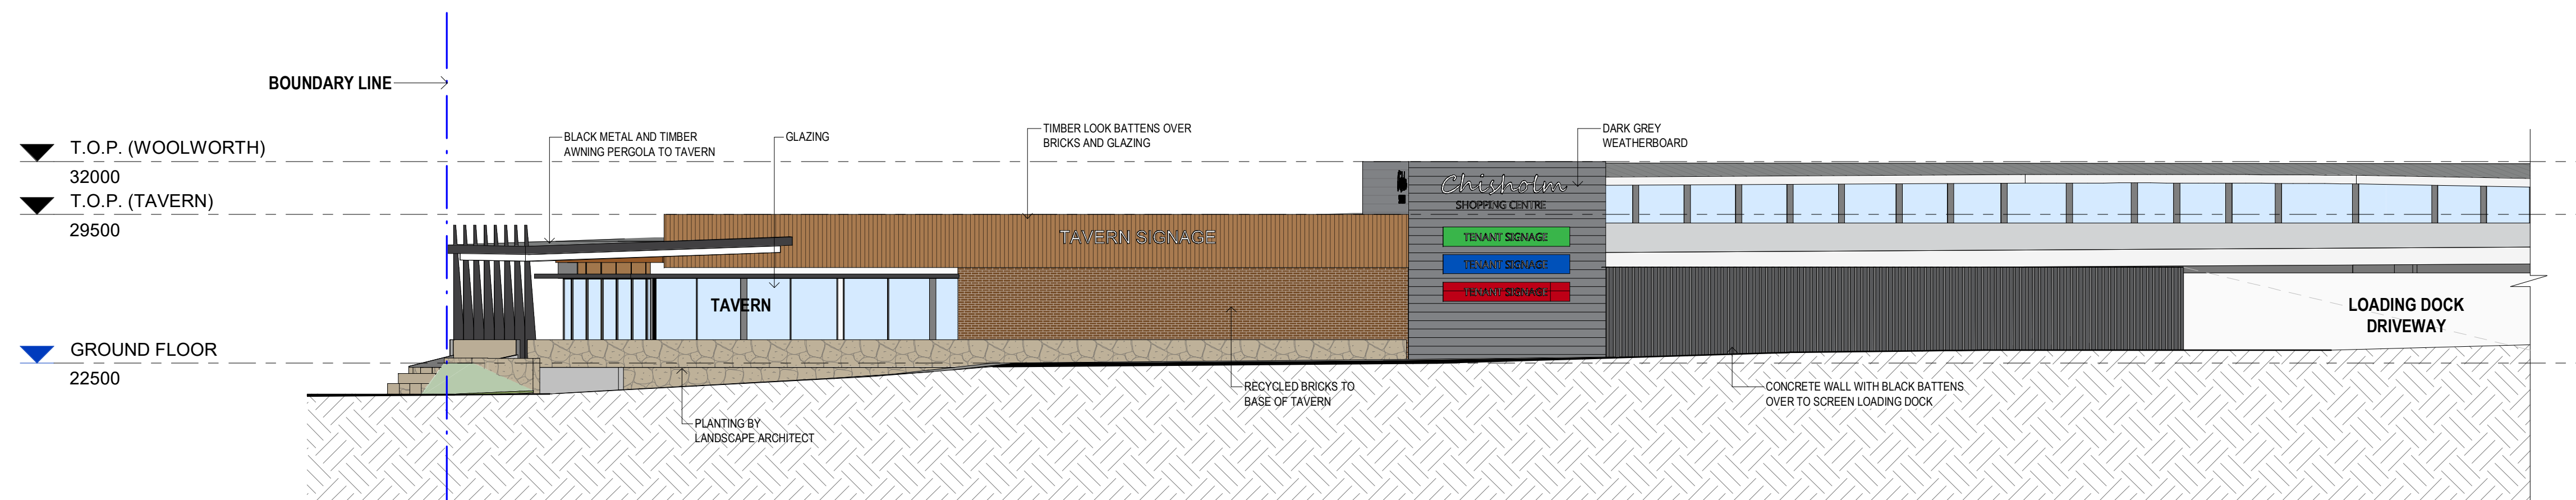 BOUNDARY LINE
T.O.P. (WOOLWORTH)
32000
T.O.P. (TAVERN)
29500
GROUND FLOOR
22500
BLACK METAL AND TIMBER
AWNING PERGOLA TO TAVERN
GLAZING
TIMBER LOOK BATTENS OVER
BRICKS AND GLAZING
DARK GREY
WEATHERBOARD
TAVERN SIGNAGE
Chisholm
SHOPPING CENTRE
TENANT SIGNAGE
TENANT SIGNAGE
TENANT SIGNAGE
TAVERN
LOADING DOCK
DRIVEWAY
RECYCLED BRICKS TO
BASE OF TAVERN
CONCRETE WALL WITH BLACK BATTENS
OVER TO SCREEN LOADING DOCK
PLANTING BY
LANDSCAPE ARCHITECT